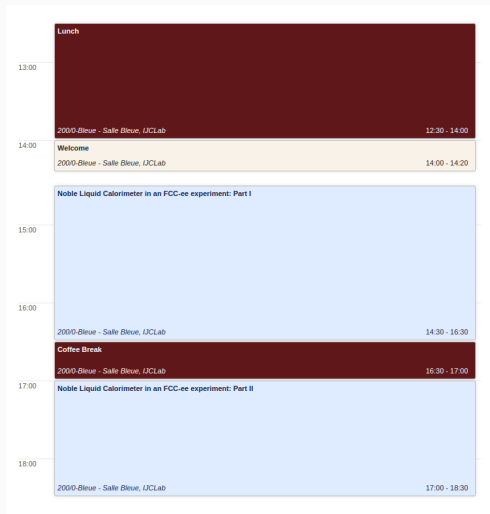 Lunch
13:00
200/0-Bleue - Salle Bleue, IJCLab 12:30 - 14:00
14:00 Welcome
200/0-Bleue - Salle Bleue, IJCLab 14:00 - 14:20
Noble Liquid Calorimeter in an FCC-ee experiment: Part I
15:00
16:00
200/0-Bleue - Salle Bleue, IJCLab 14:30 - 16:30
Coffee Break
200/0-Bleue - Salle Bleue, IJCLab 16:30 - 17:00
17:00 Noble Liquid Calorimeter in an FCC-ee experiment: Part II
18:00
200/0-Bleue - Salle Bleue, IJCLab 17:00 - 18:30